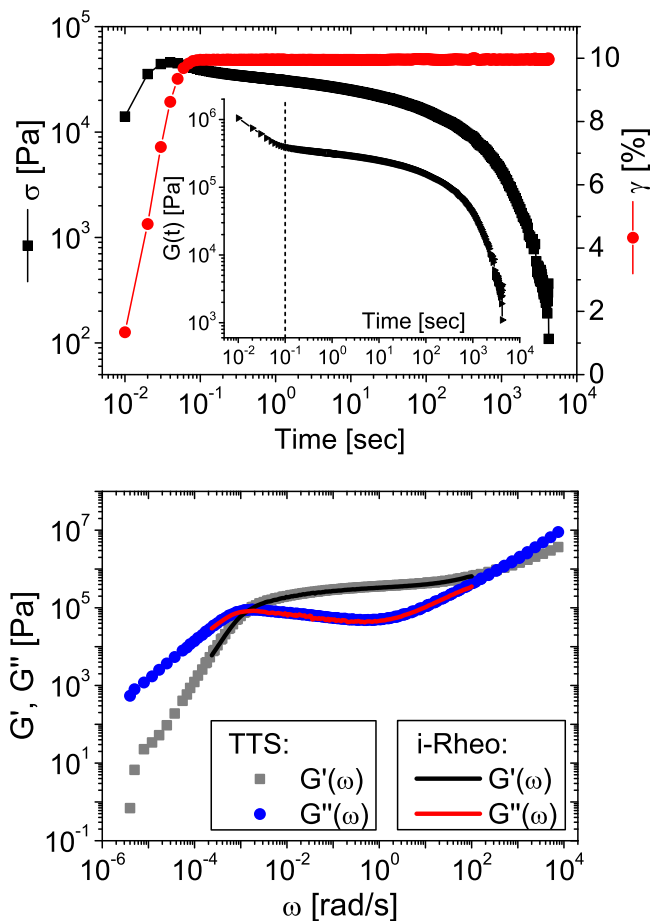 10^5
10^4
10^3
10^2
σ [Pa]
10
8
6
4
2
0
γ [%]
10^-2 10^-1 10^0 10^1 10^2 10^3 10^4
Time [sec]
10^6
10^5
10^4
10^3
G(t) [Pa]
Time [sec]
10^-2 10^-1 10^0 10^1 10^2 10^3 10^4
10^7
10^5
10^3
10^1
10^-1
G', G'' [Pa]
TTS:
G'(ω)
G''(ω)
i-Rheo:
G'(ω)
G''(ω)
10^-6 10^-4 10^-2 10^0 10^2 10^4
ω [rad/s]